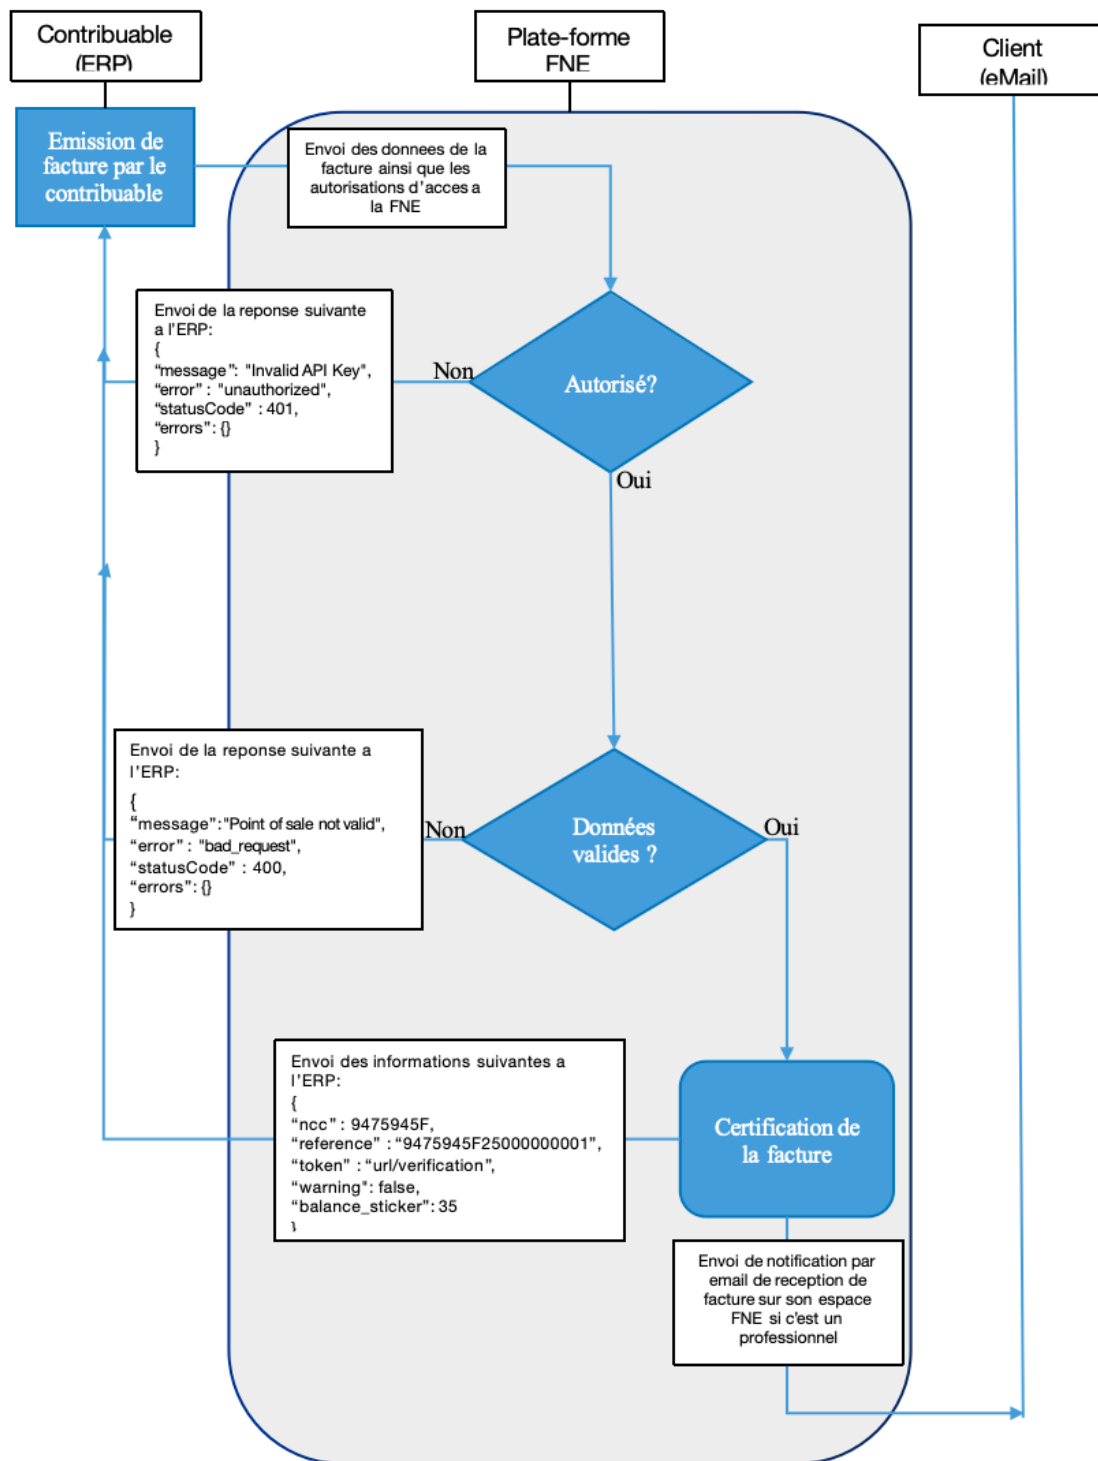 Contribuable
(ERP)
Plate-forme
FNE
Client
(eMail)
Emission de
facture par le
contribuable
Envoi des donnees de la
facture ainsi que les
autorisations d'acces a
la FNE
Envoi de la reponse suivante
a l'ERP:
{
“message”: "Invalid API Key",
“error” : "unauthorized",
“statusCode” : 401,
“errors”: {}
}
Non
Autorisé?
Oui
Envoi de la reponse suivante a
l'ERP:
{
“message”:"Point of sale not valid",
“error” : "bad_request",
“statusCode” : 400,
“errors”: {}
}
Non
Données
valides ?
Oui
Envoi des informations suivantes a
l'ERP:
{
“ncc” : 9475945F,
“reference” : “9475945F25000000001”,
“token” : “url/verification”,
“warning": false,
“balance_sticker”: 35
}
Certification de
la facture
Envoi de notification par
email de reception de
facture sur son espace
FNE si c'est un
professionnel